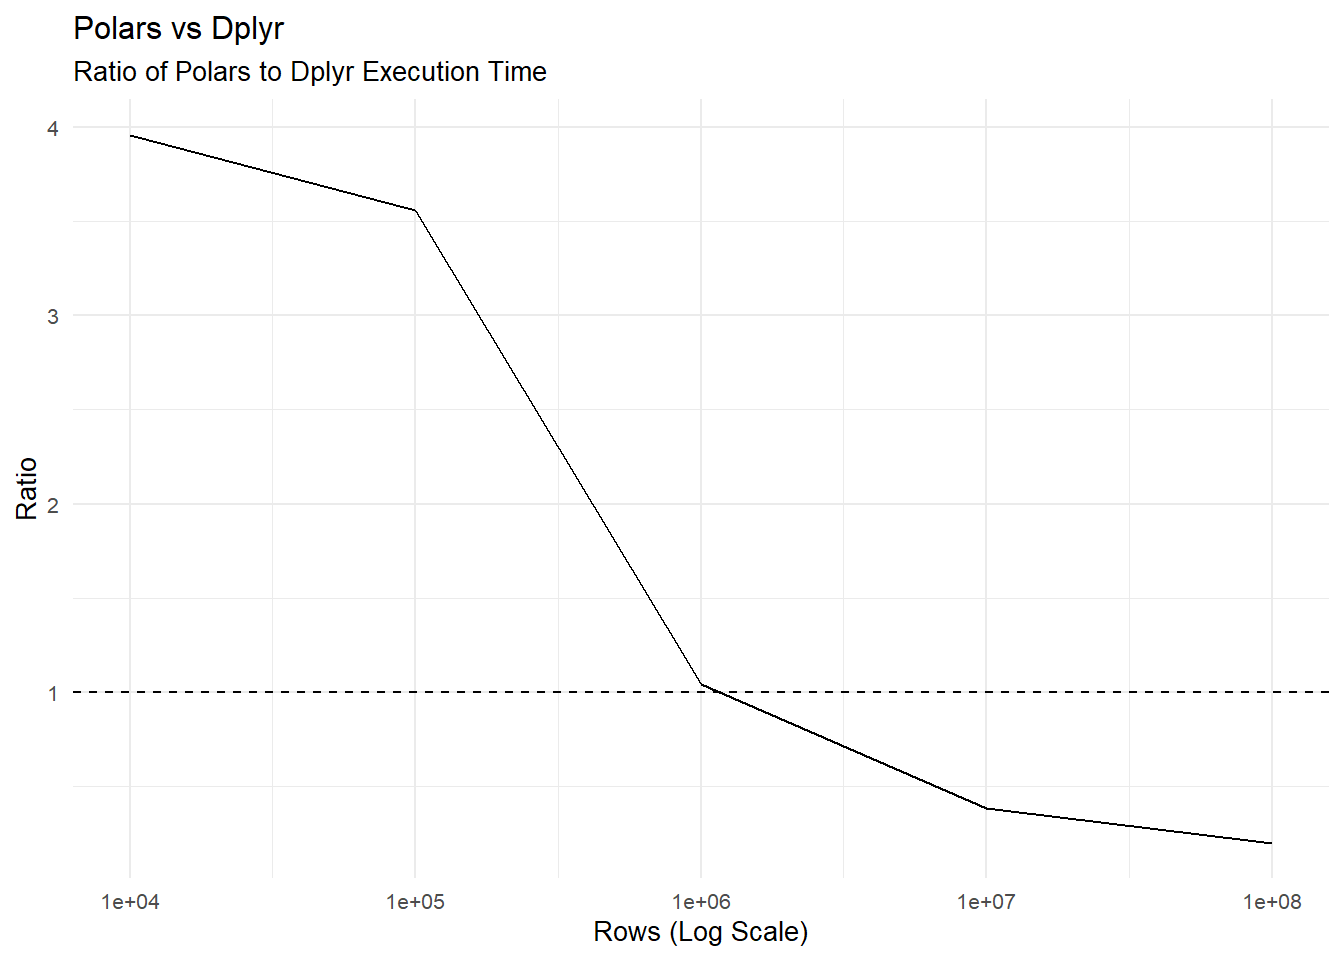 Polars vs Dplyr
Ratio of Polars to Dplyr Execution Time
4
3
2
1
Ratio
1e+04 1e+05 1e+06 1e+07 1e+08
Rows (Log Scale)